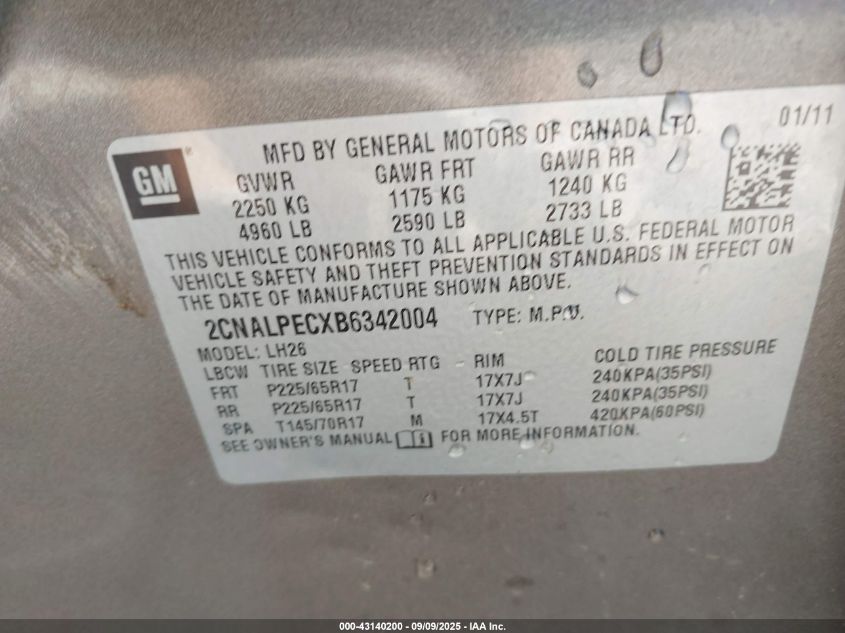 GM
MFD BY GENERAL MOTORS OF CANADA LTD. 01/11
GVWR GAWR FRT GAWR RR
2250 KG 1175 KG 1240 KG
4960 LB 2590 LB 2733 LB
THIS VEHICLE CONFORMS TO ALL APPLICABLE U.S. FEDERAL MOTOR
VEHICLE SAFETY AND THEFT PREVENTION STANDARDS IN EFFECT ON
THE DATE OF MANUFACTURE SHOWN ABOVE.
2CNALPECXB6342004 TYPE: M.P.V.
MODEL: LH26
LBCW TIRE SIZE SPEED RTG RIM COLD TIRE PRESSURE
FRT P225/65R17 T 17X7J 240KPA(35PSI)
RR P225/65R17 T 17X7J 240KPA(35PSI)
SPA T145/70R17 M 17X4.5T 420KPA(60PSI)
SEE OWNER'S MANUAL FOR MORE INFORMATION.
000-43140200 - 09/09/2025 - IAA Inc.